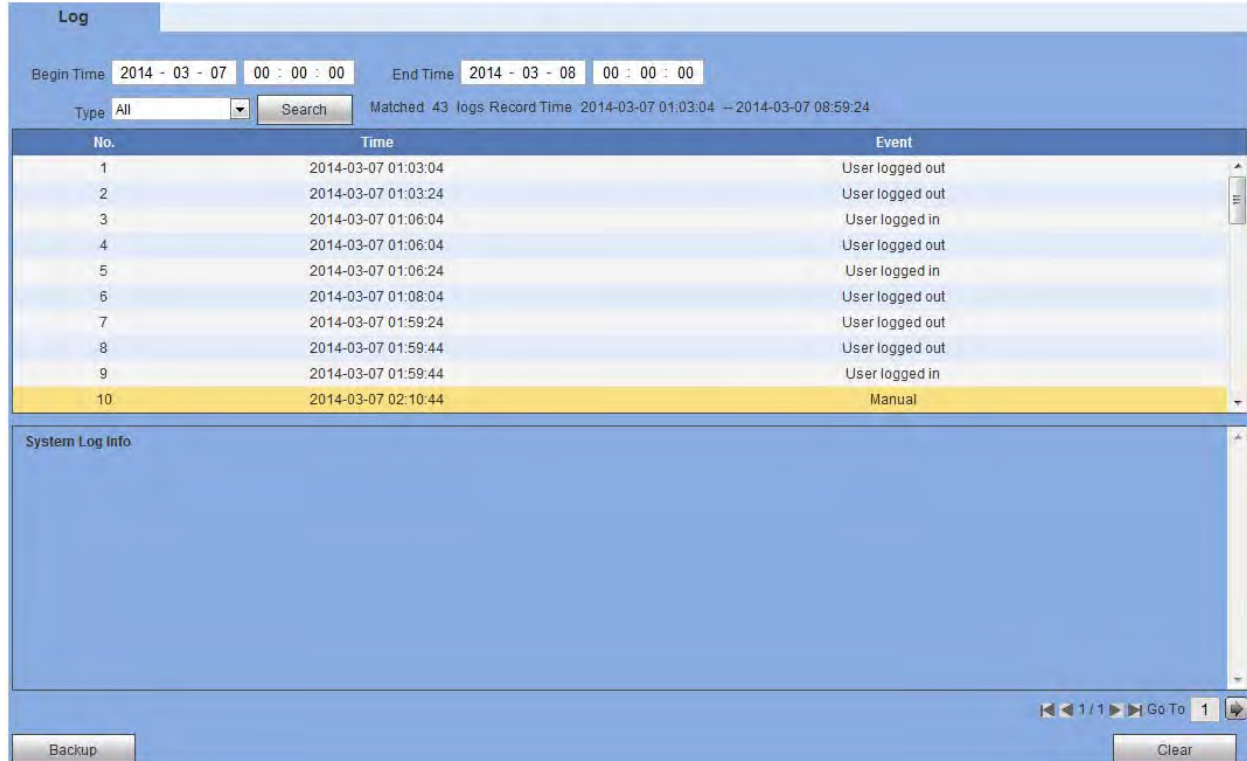 Log
Begin Time 2014 - 03 - 07 00 : 00 : 00 End Time 2014 - 03 - 08 00 : 00 : 00
Type All Search Matched 43 logs Record Time 2014-03-07 01:03:04 -- 2014-03-07 08:59:24
No. Time Event
1 2014-03-07 01:03:04 User logged out
2 2014-03-07 01:03:24 User logged out
3 2014-03-07 01:06:04 User logged in
4 2014-03-07 01:06:04 User logged out
5 2014-03-07 01:06:24 User logged in
6 2014-03-07 01:08:04 User logged out
7 2014-03-07 01:59:24 User logged out
8 2014-03-07 01:59:44 User logged out
9 2014-03-07 01:59:44 User logged in
10 2014-03-07 02:10:44 Manual
System Log Info
1 / 1 Go To 1
Backup Clear